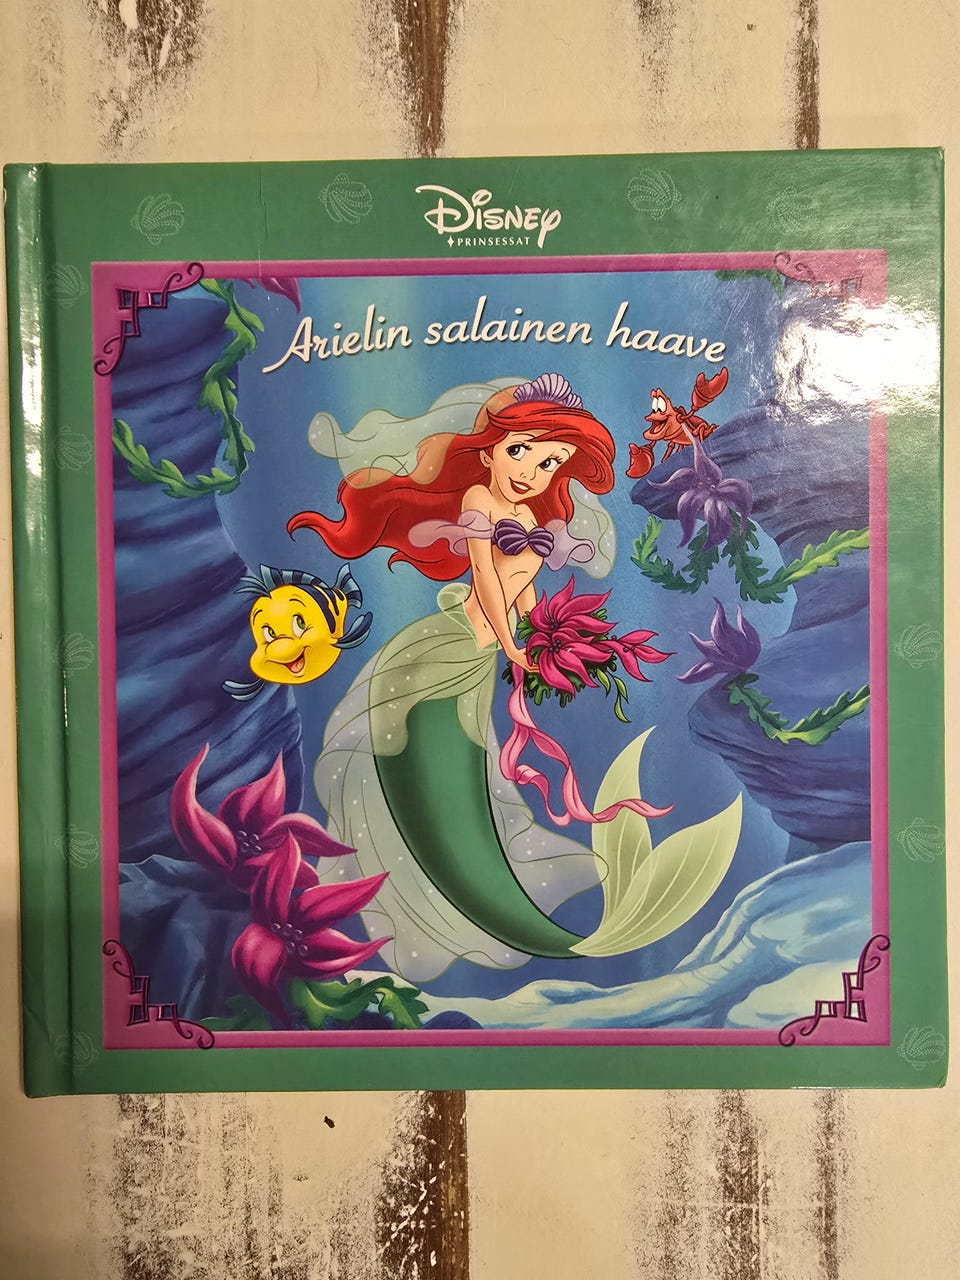 Disney
PRINSESSAT
Arielin salainen haave